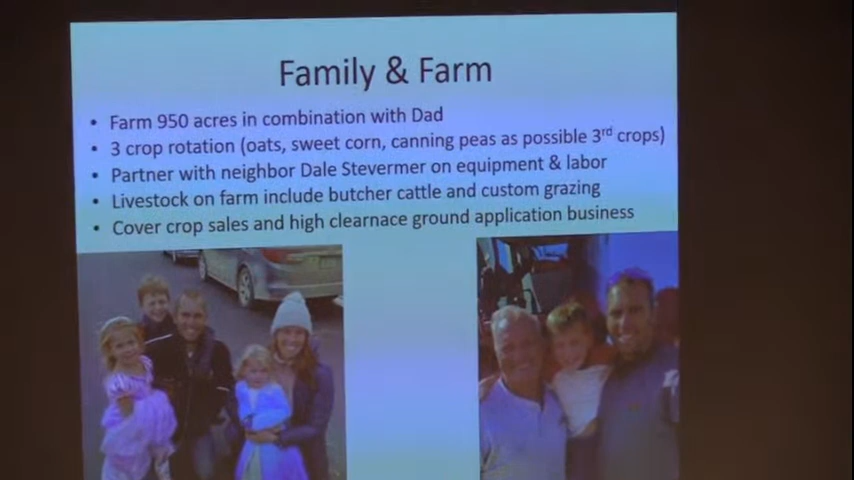 Family & Farm
• Farm 950 acres in combination with Dad
• 3 crop rotation (oats, sweet corn, canning peas as possible 3rd crops)
• Partner with neighbor Dale Stevermer on equipment & labor
• Livestock on farm include butcher cattle and custom grazing
• Cover crop sales and high clearnace ground application business